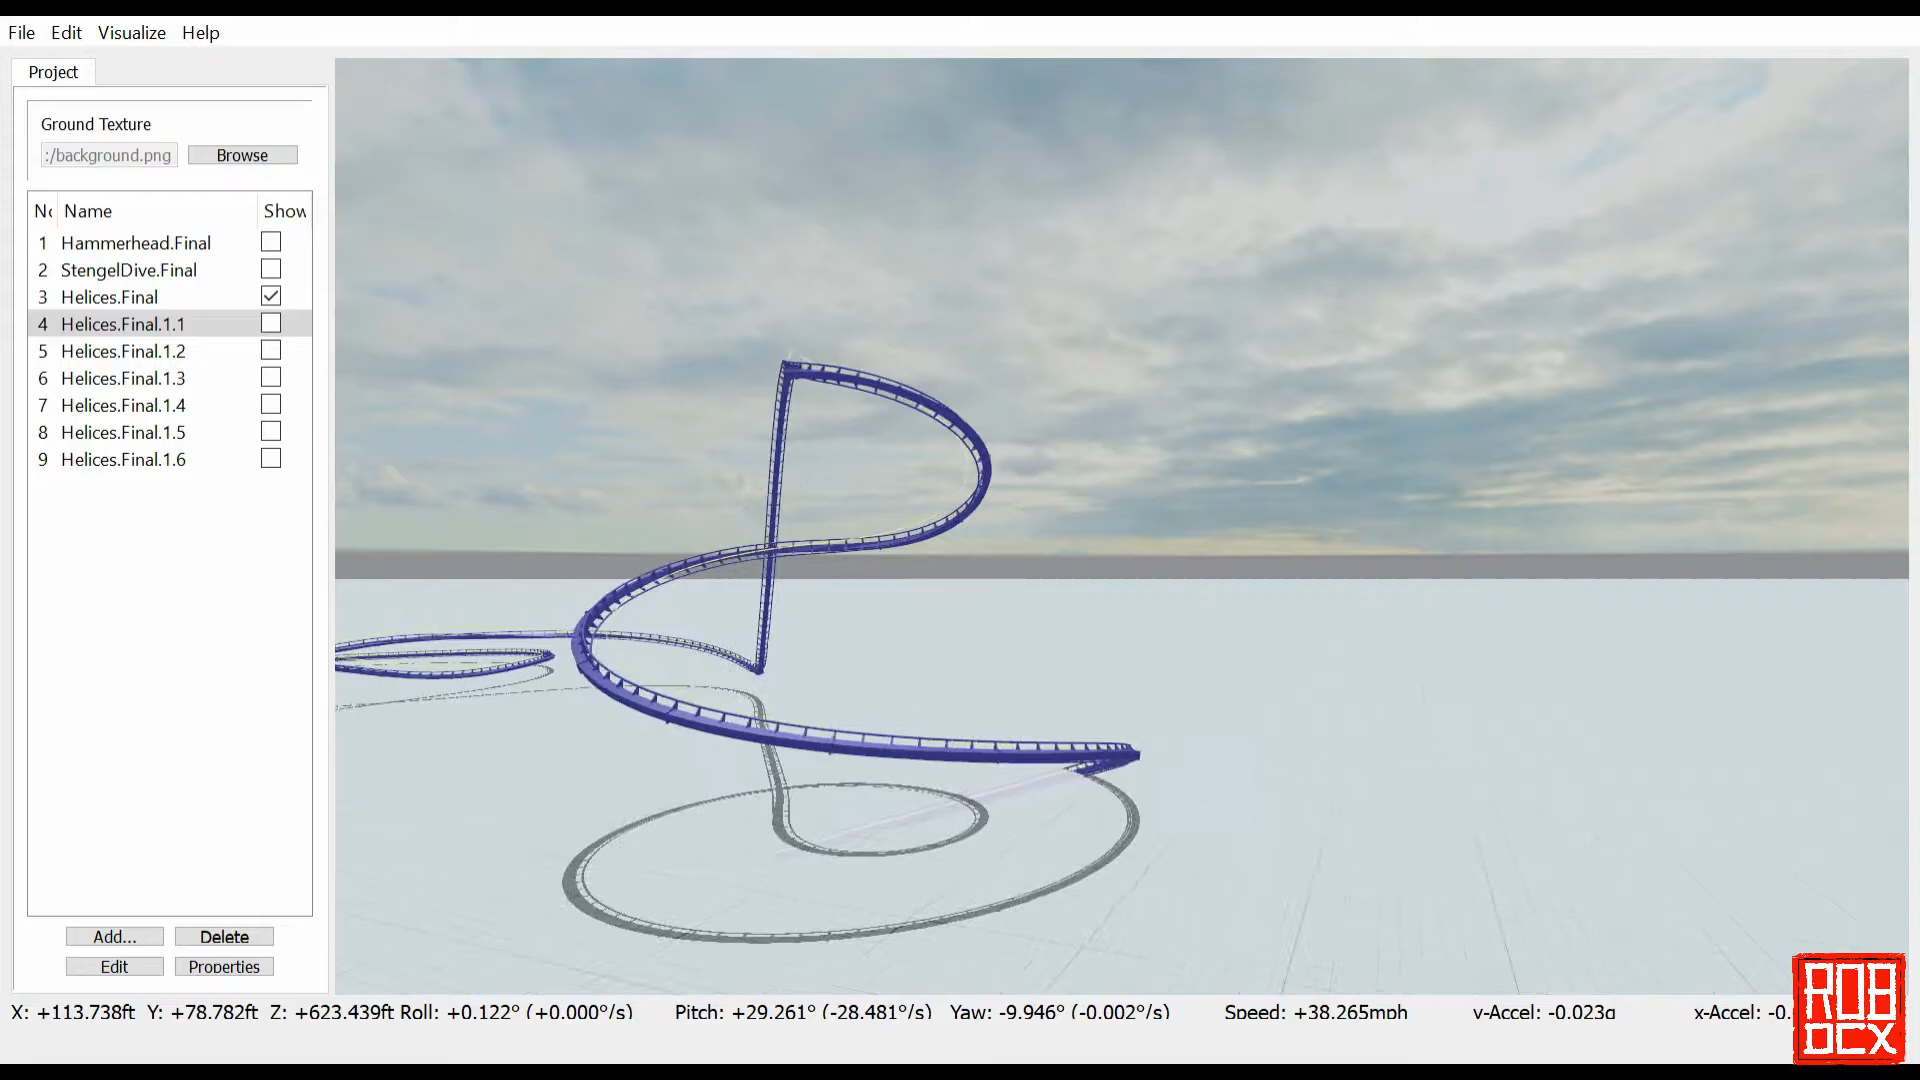 File Edit Visualize Help
Project
Ground Texture
:/background.png Browse
Name Show
1 Hammerhead.Final
2 StengelDive.Final
3 Helices.Final
4 Helices.Final.1.1
5 Helices.Final.1.2
6 Helices.Final.1.3
7 Helices.Final.1.4
8 Helices.Final.1.5
9 Helices.Final.1.6
Add... Delete
Edit Properties
X: +113.738ft Y: +78.782ft Z: +623.439ft Roll: +0.122° (+0.000°/s) Pitch: +29.261° (-28.481°/s) Yaw: -9.946° (-0.002°/s) Speed: +38.265mph y-Accel: -0.023g x-Accel: -0.
ROB
DCX